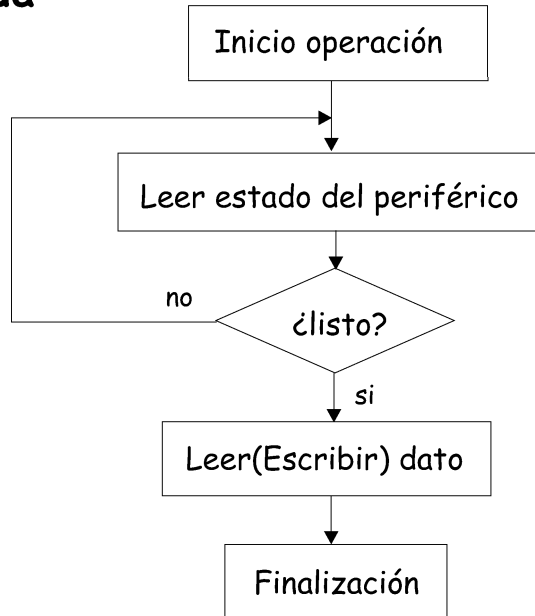 Inicio operación
Leer estado del periférico
¿listo?
no
si
Leer(Escribir) dato
Finalización